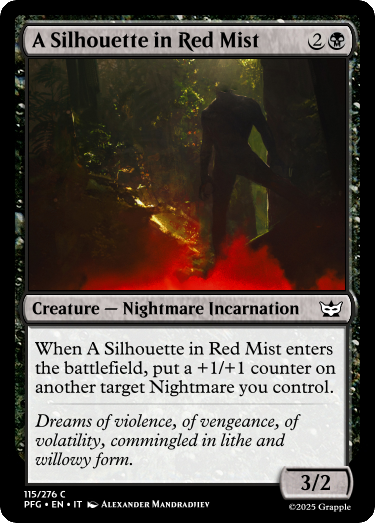 A Silhouette in Red Mist 2
Creature — Nightmare Incarnation
When A Silhouette in Red Mist enters
the battlefield, put a +1/+1 counter on
another target Nightmare you control.
Dreams of violence, of vengeance, of
volatility, commingled in lithe and
willowy form.
3/2
115/276 C
PFG • EN • IT Alexander Mandradhev
©2025 Grapple